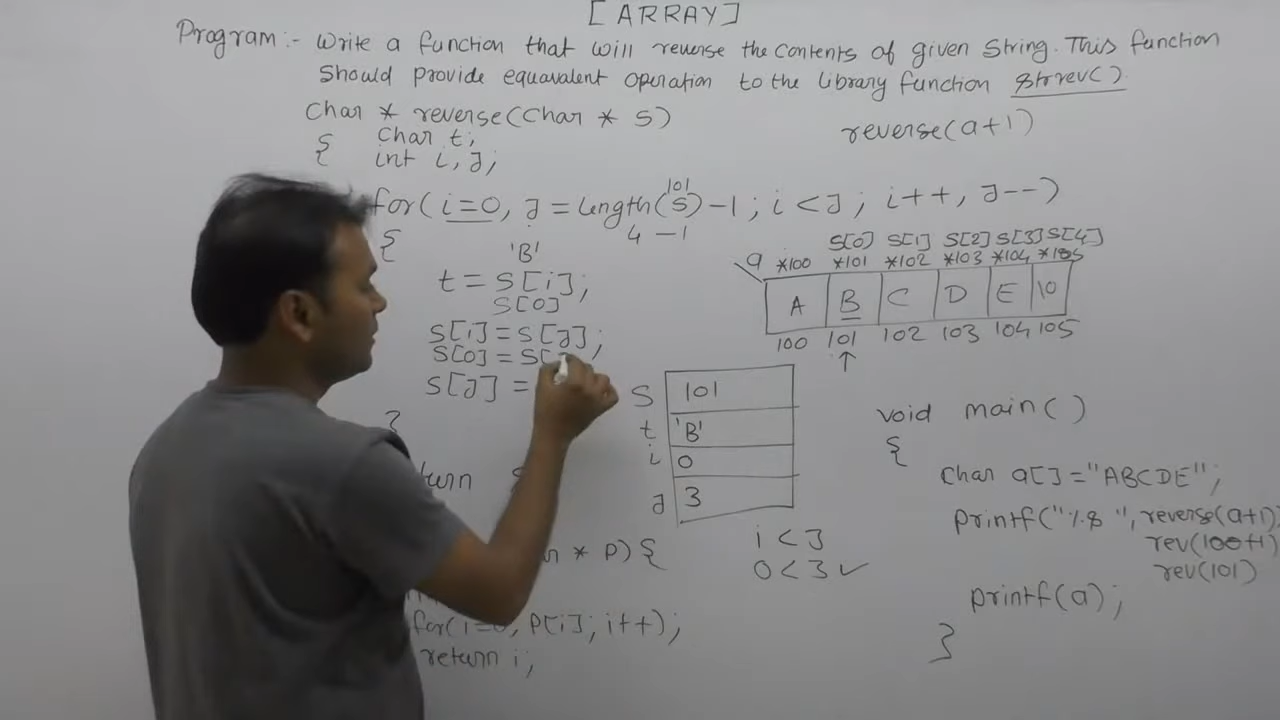 [ARRAY]
Program:- Write a function that will reverse the contents of given String. This function
Should provide equavalent operation to the library function strrev().
Char * reverse(Char * S)
reverse(a+1)
{ Char t;
int i, J;
101
for( i=0, J = length(S)-1 ; i < J ; i++, J--)
4 -1
{
'B'
t = S[i];
S[0]
S[i] = S[J];
S[0] = S[
S[J] =
}
S[0] S[1] S[2] S[3] S[4]
a *100 *101 *102 *103 *104 *105
A B C D E \0
100 101 102 103 104 105
↑
S 101
t 'B'
i 0
J 3
i < J
0 < 3 ✓
* P) {
for(i=0, P[i]; i++);
return i;
void main( )
{
Char a[] = "ABCDE";
Printf("%s ", reverse(a+1)
rev(100+1)
rev(101)
Printf(a);
}